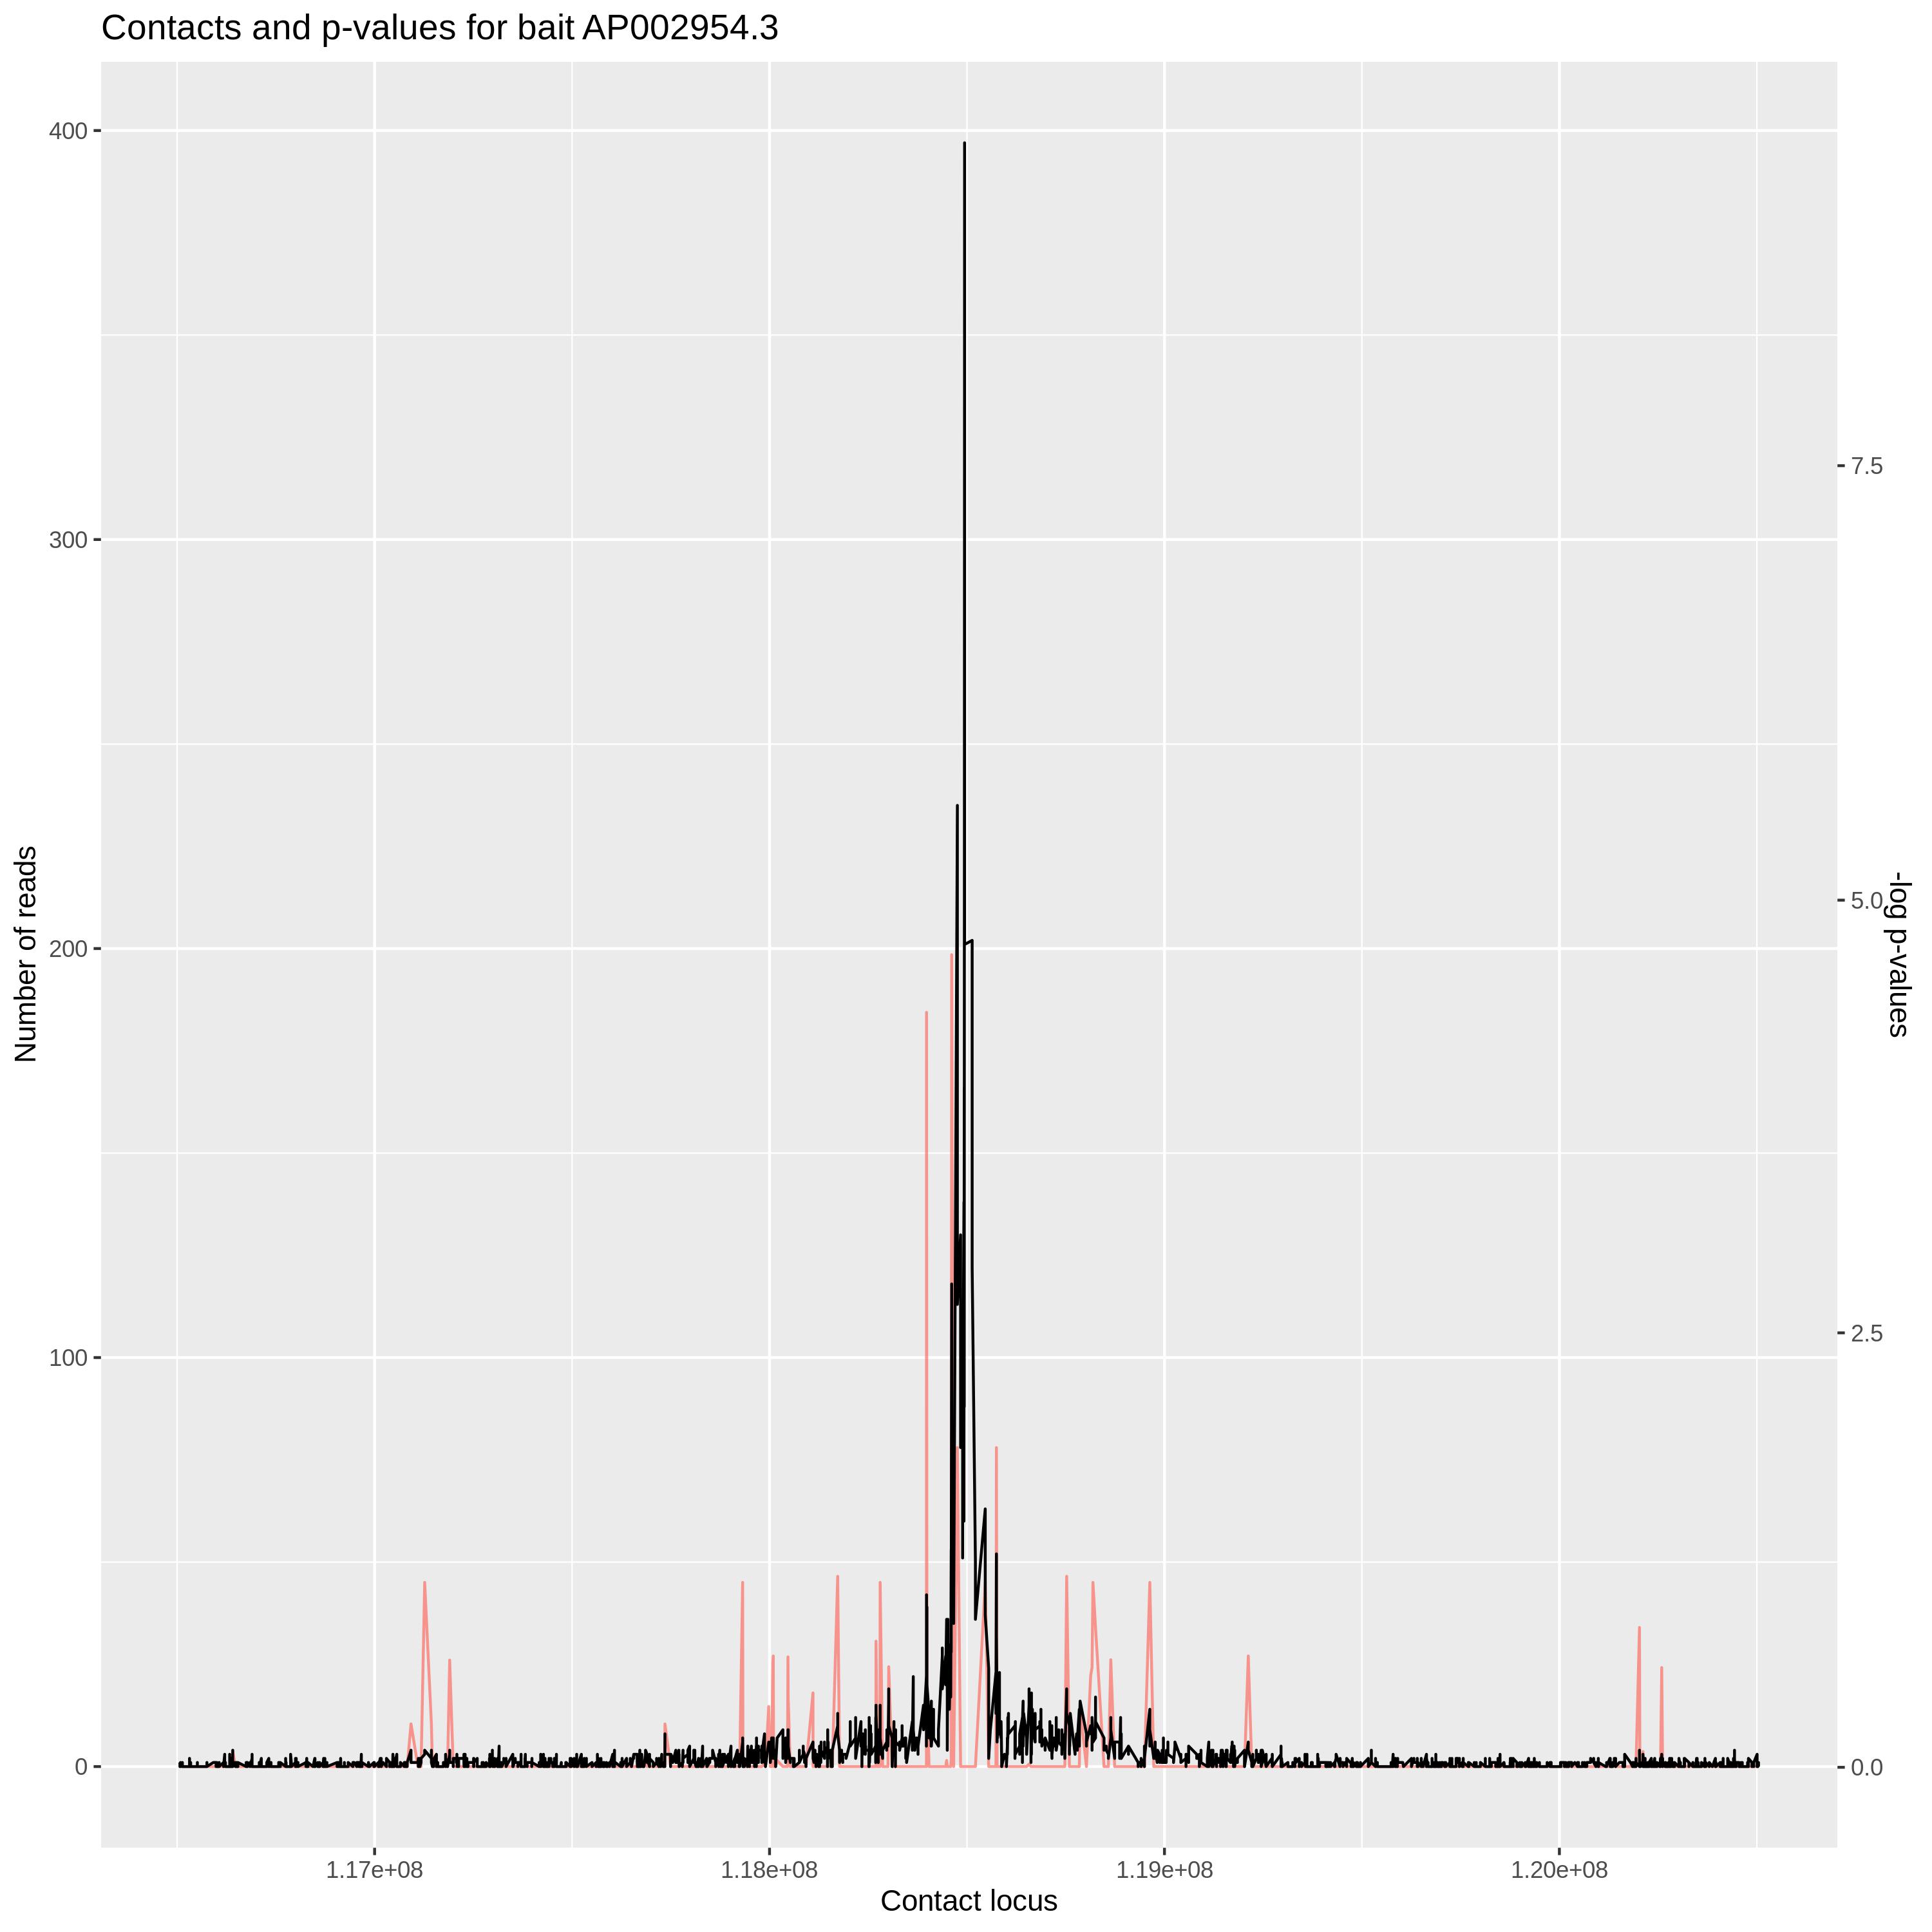 Contacts and p-values for bait AP002954.3
400
300
200
100
0
Number of reads
7.5
5.0
2.5
0.0
-log p-values
1.17e+08
1.18e+08
1.19e+08
1.20e+08
Contact locus